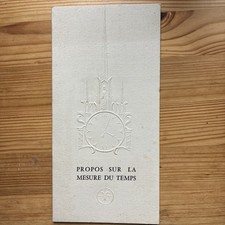 PROPOS SUR LA
MESURE DU TEMPS